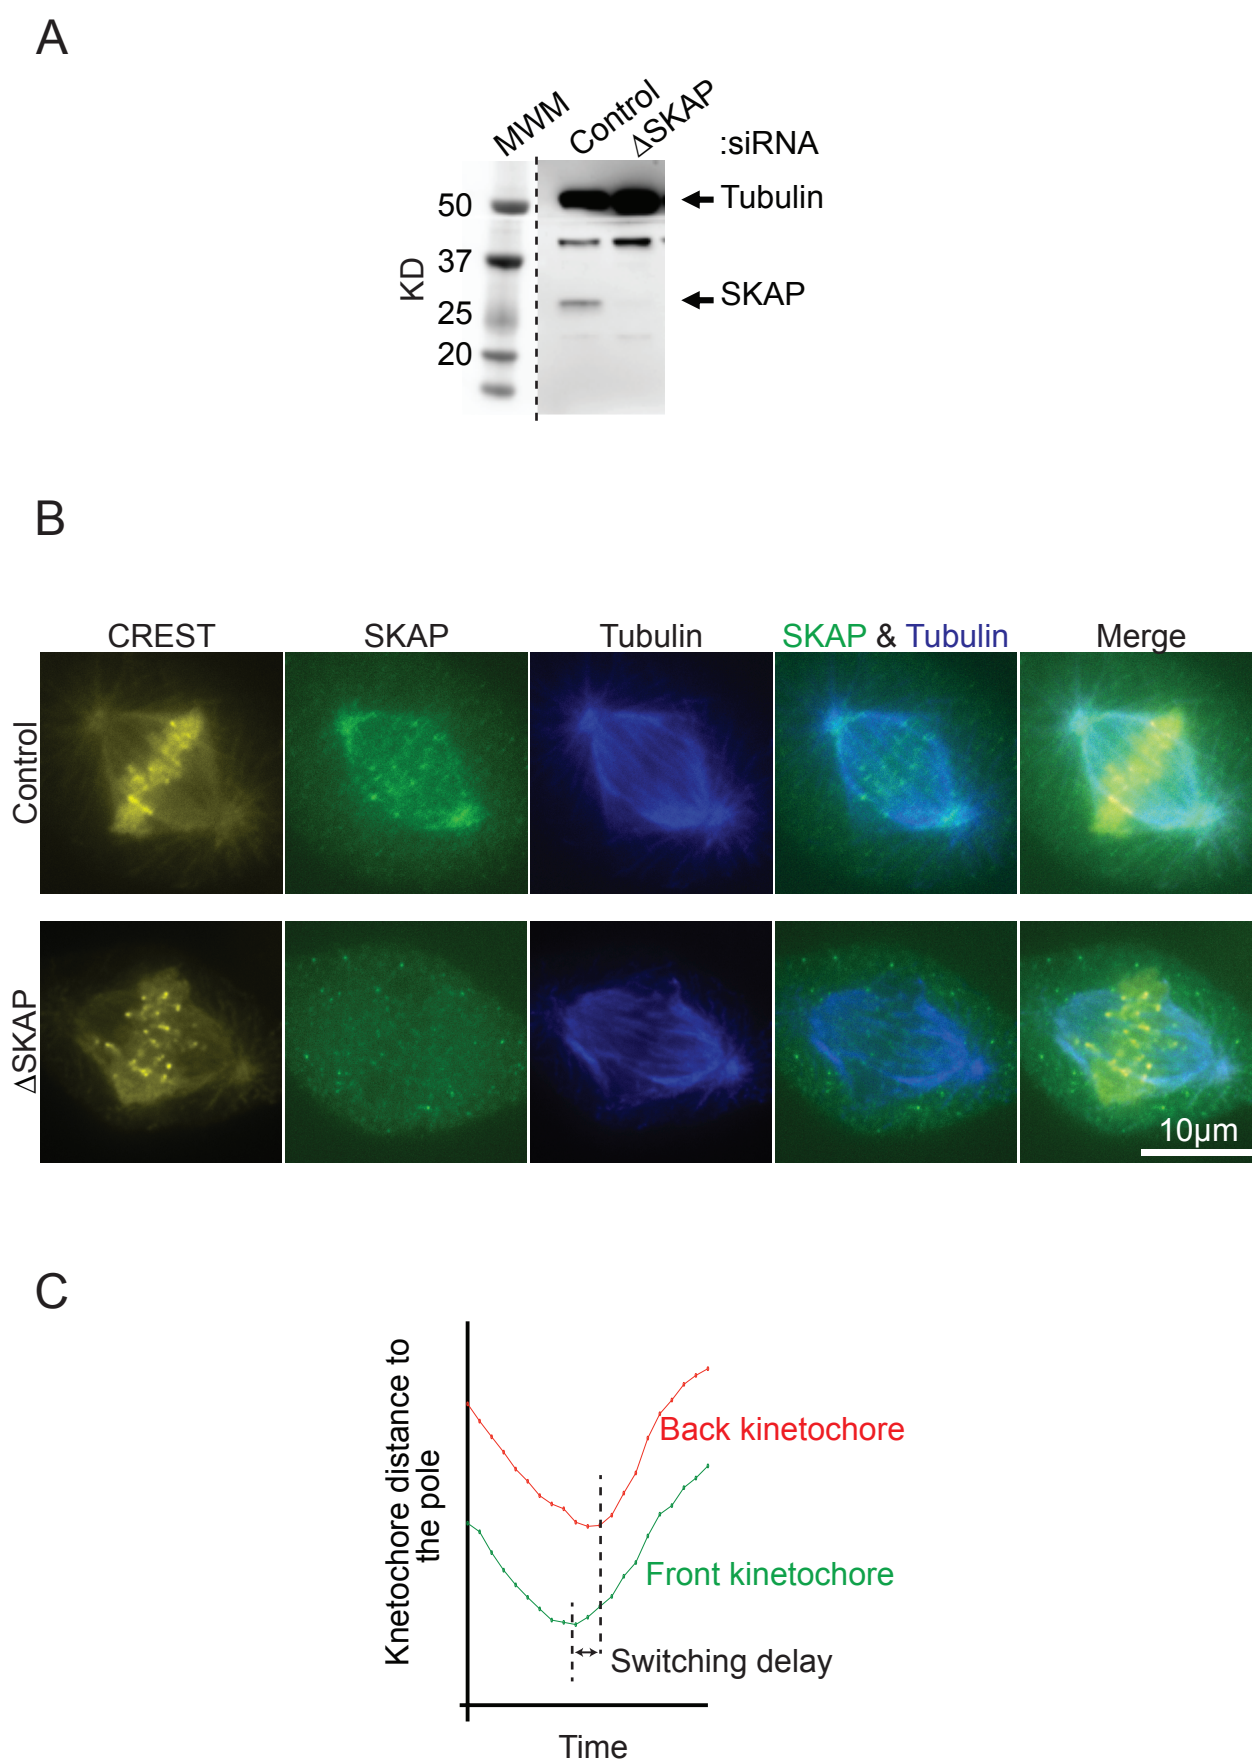 A
MWM
Control
ΔSKAP
:siRNA
KD
50
37
25
20
Tubulin
SKAP
B
CREST
SKAP
Tubulin
SKAP & Tubulin
Merge
Control
ΔSKAP
10µm
C
Knetochore distance to
the pole
Back kinetochore
Front kinetochore
Switching delay
Time